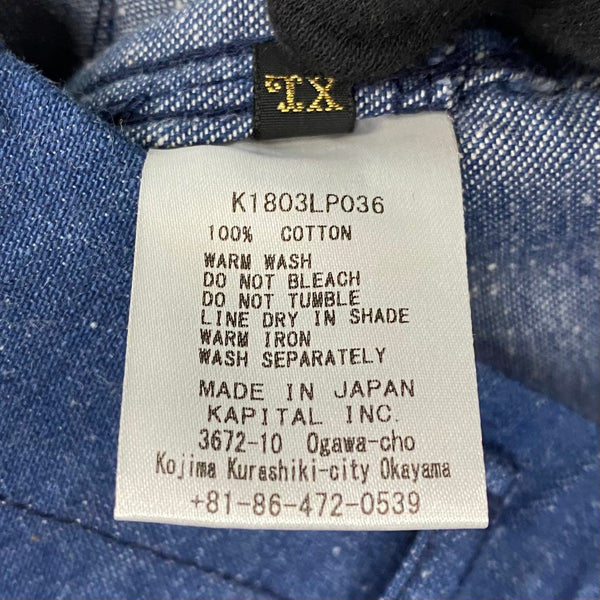 XL
K1803LP036
100% COTTON
WARM WASH
DO NOT BLEACH
DO NOT TUMBLE
LINE DRY IN SHADE
WARM IRON
WASH SEPARATELY
MADE IN JAPAN
KAPITAL INC.
3672-10 Ogawa-cho
Kojima Kurashiki-city Okayama
+81-86-472-0539